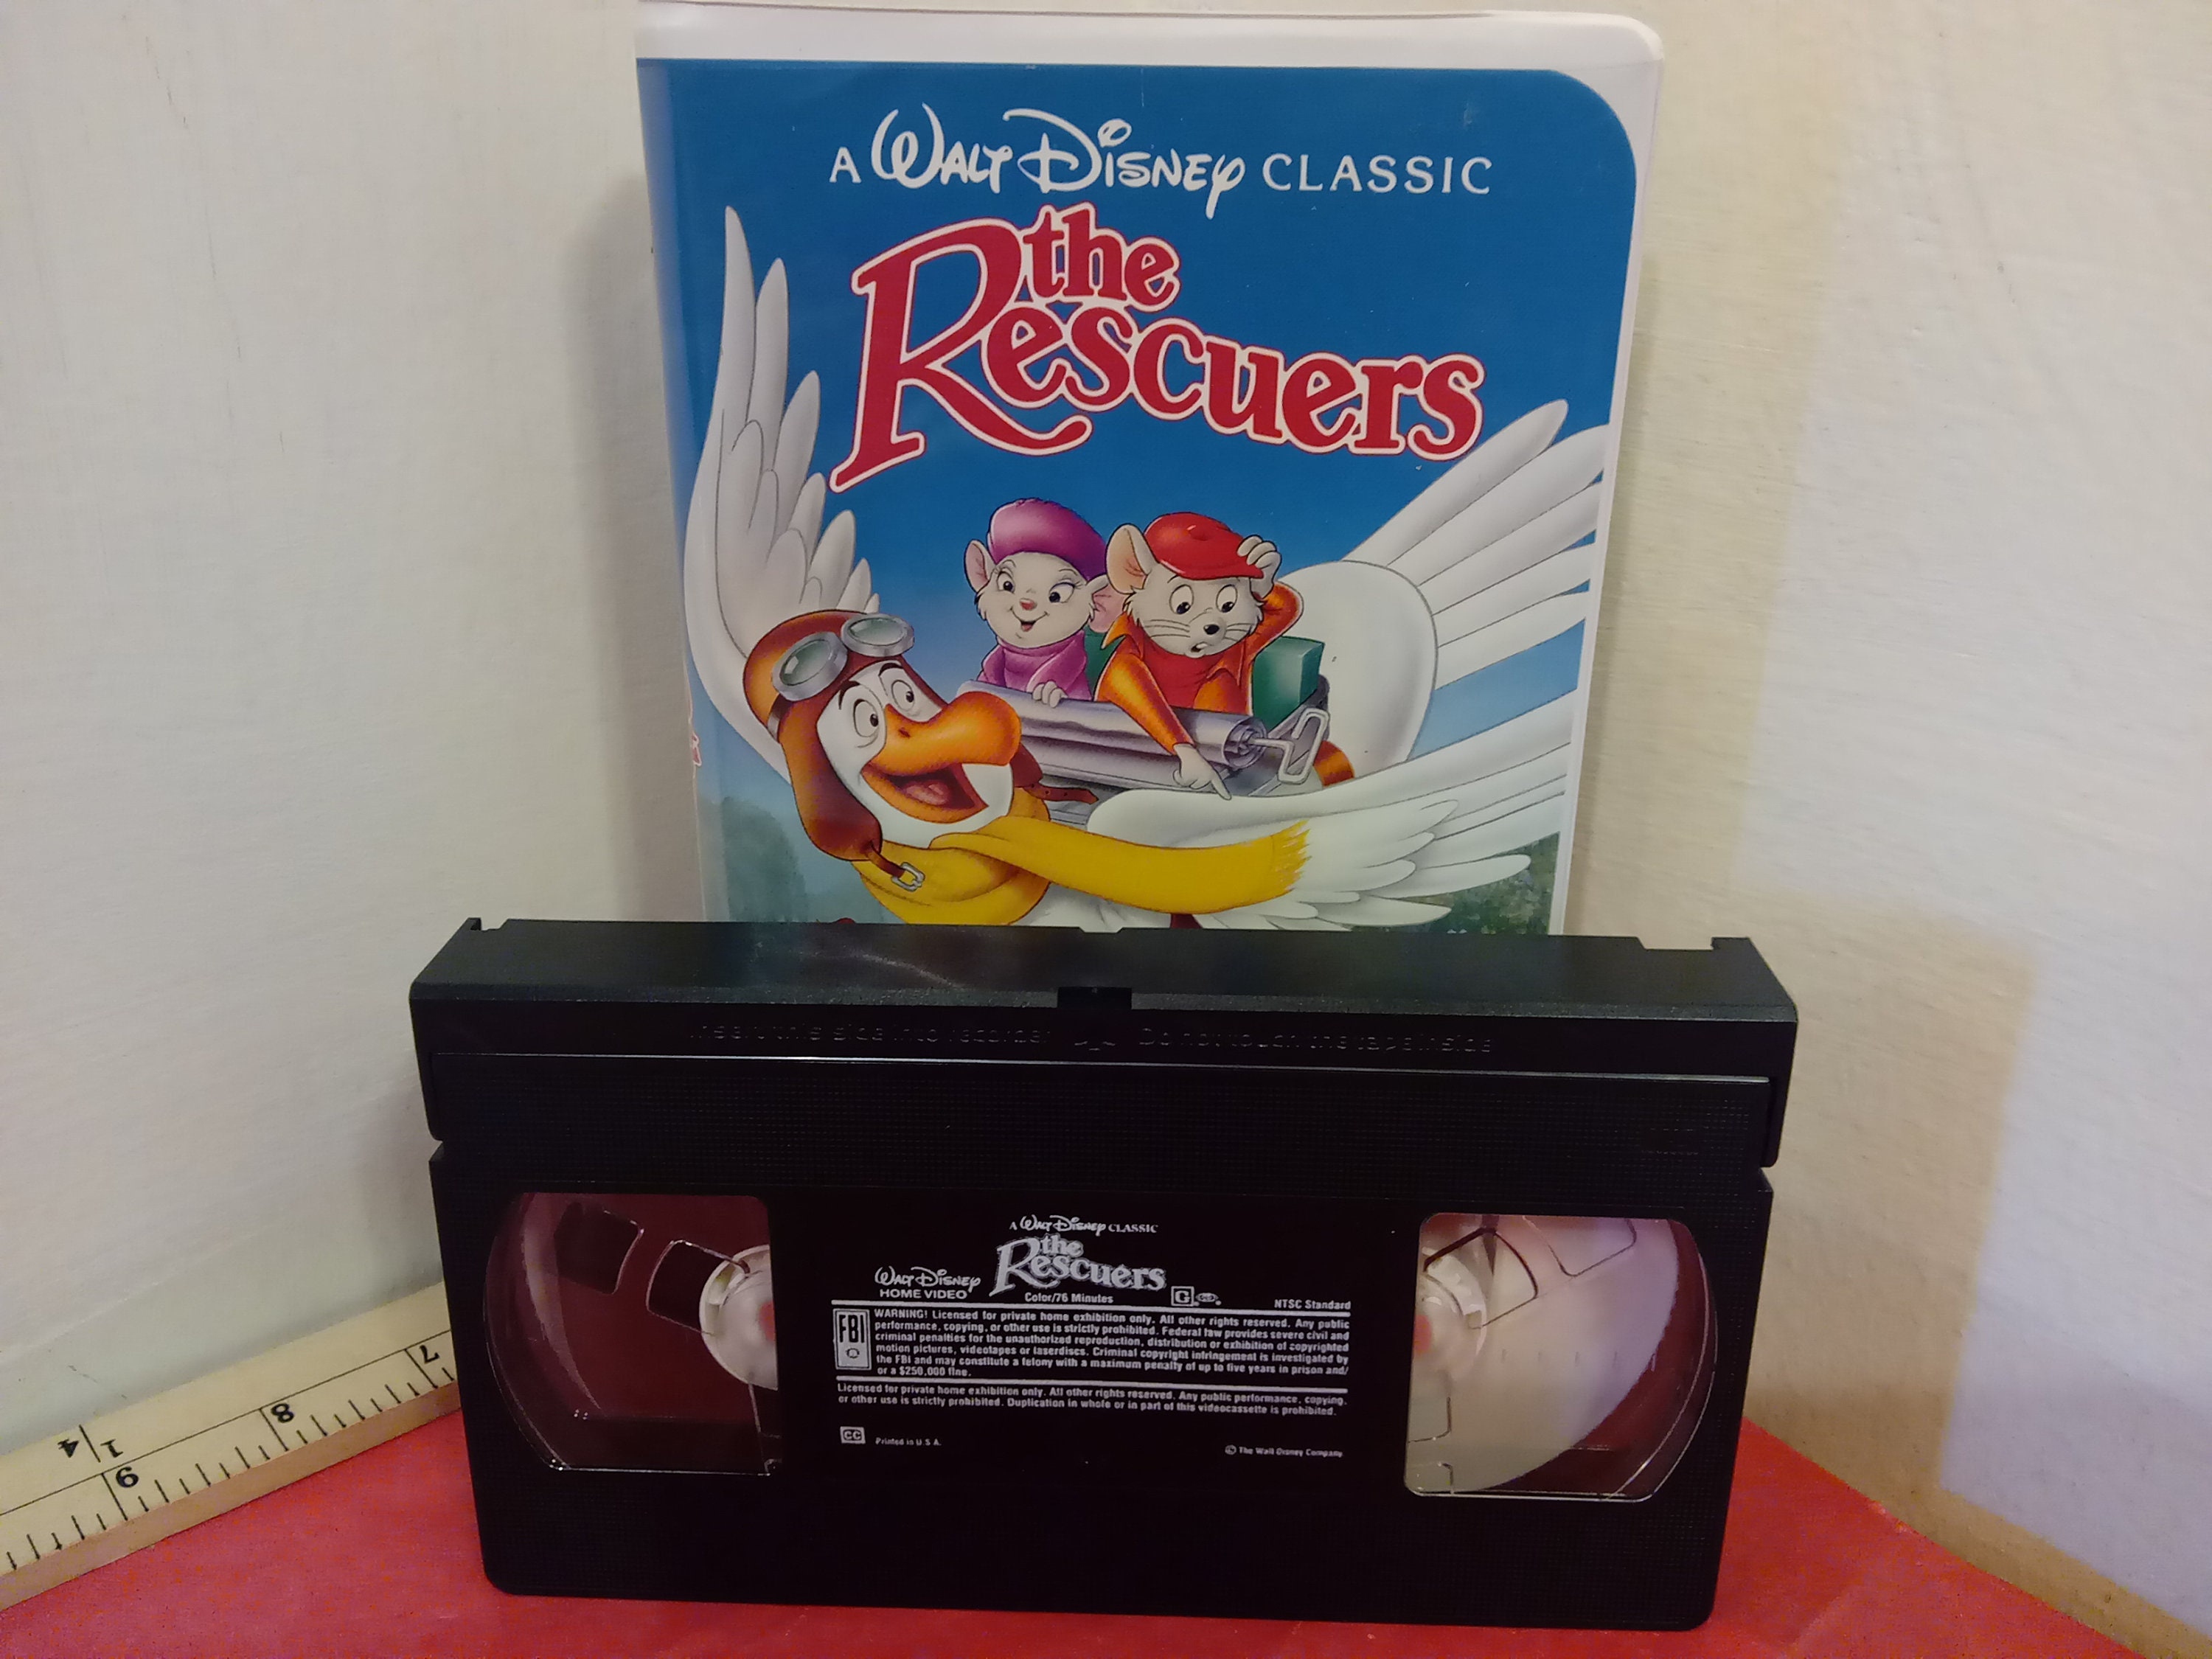 A WALT DISNEY CLASSIC
the
Rescuers
Insert this side into recorder Do not touch the tape inside
A WALT DISNEY CLASSIC
the
Rescuers
WALT DISNEY
HOME VIDEO
Color/76 Minutes
G
NTSC Standard
FBI
WARNING! Licensed for private home exhibition only. All other rights reserved. Any public
performance, copying, or other use is strictly prohibited. Federal law provides severe civil and
criminal penalties for the unauthorized reproduction, distribution or exhibition of copyrighted
motion pictures, videotapes or laserdiscs. Criminal copyright infringement is investigated by
the FBI and may constitute a felony with a maximum penalty of up to five years in prison and/
or a $250,000 fine.
Licensed for private home exhibition only. All other rights reserved. Any public performance, copying,
or other use is strictly prohibited. Duplication in whole or in part of this videocassette is prohibited.
CC
Printed in U.S.A.
© The Walt Disney Company
7
8
1
4
9